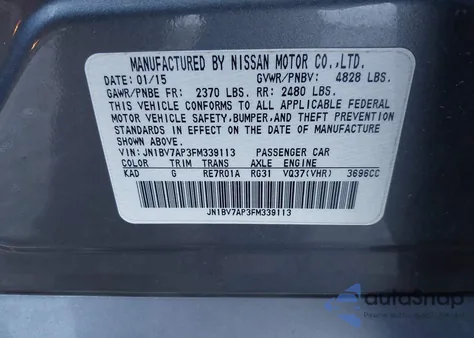 MANUFACTURED BY NISSAN MOTOR CO.,LTD.
DATE: 01/15 GVWR/PNBV: 4828 LBS.
GAWR/PNBE FR: 2370 LBS. RR: 2480 LBS.
THIS VEHICLE CONFORMS TO ALL APPLICABLE FEDERAL
MOTOR VEHICLE SAFETY,BUMPER,AND THEFT PREVENTION
STANDARDS IN EFFECT ON THE DATE OF MANUFACTURE
SHOWN ABOVE.
VIN: JN1BV7AP3FM339113 PASSENGER CAR
COLOR TRIM TRANS AXLE ENGINE
KAD G RE7R01A RG31 VQ37(VHR) 3696CC
JN1BV7AP3FM339113
autoSnap